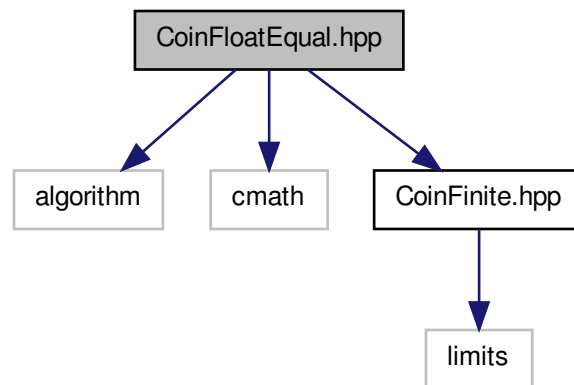 CoinFloatEqual.hpp
algorithm
cmath
CoinFinite.hpp
limits